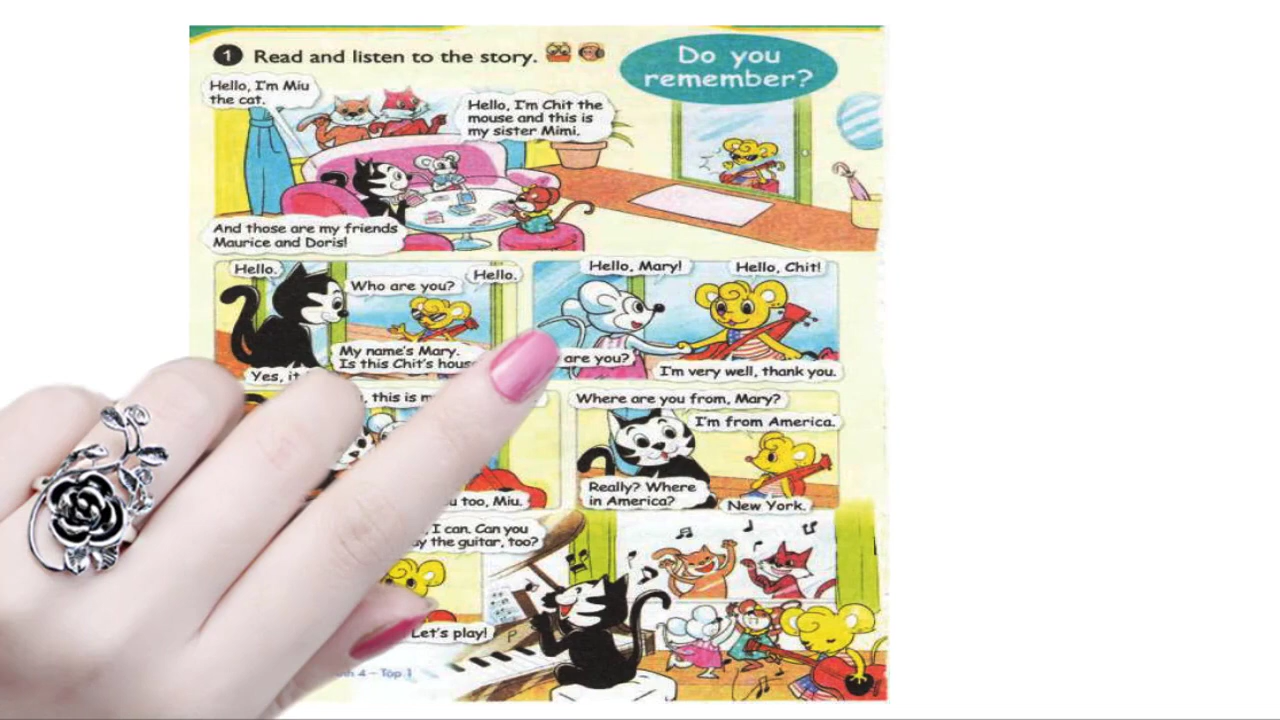 1 Read and listen to the story.
Do you
remember?
Hello, I'm Miu
the cat.
Hello, I'm Chit the
mouse and this is
my sister Mimi.
And those are my friends
Maurice and Doris!
Hello.
Who are you?
Hello.
My name's Mary.
Is this Chit's
Yes,
Hello, Mary!
Hello, Chit!
are you?
I'm very well, thank you.
this is
too, Miu.
Where are you from, Mary?
I'm from America.
Really? Where
in America?
New York.
I can. Can you
the guitar, too?
Let's play!
4 – Top 1